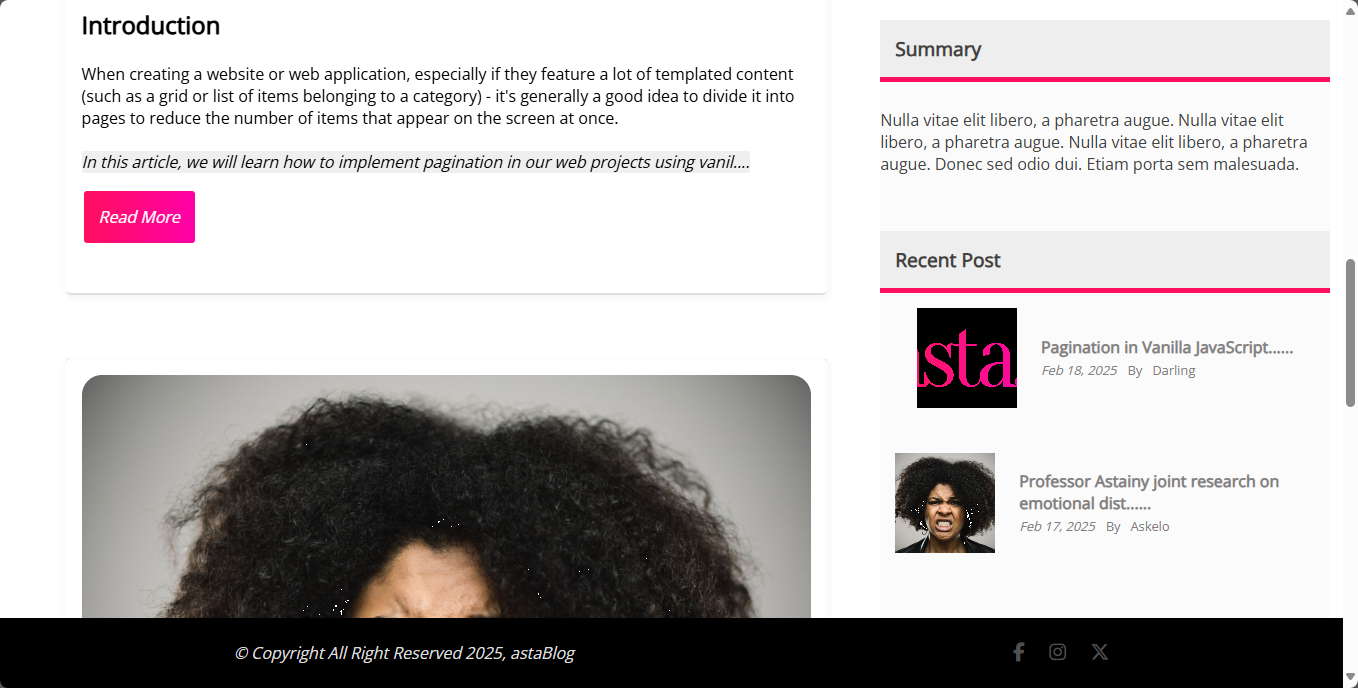 Introduction
When creating a website or web application, especially if they feature a lot of templated content
(such as a grid or list of items belonging to a category) - it's generally a good idea to divide it into
pages to reduce the number of items that appear on the screen at once.
In this article, we will learn how to implement pagination in our web projects using vanil....
Read More
Summary
Nulla vitae elit libero, a pharetra augue. Nulla vitae elit
libero, a pharetra augue. Nulla vitae elit libero, a pharetra
augue. Donec sed odio dui. Etiam porta sem malesuada.
Recent Post
asta
Pagination in Vanilla JavaScript......
Feb 18, 2025 By Darling
Professor Astainy joint research on
emotional dist......
Feb 17, 2025 By Askelo
© Copyright All Right Reserved 2025, astaBlog